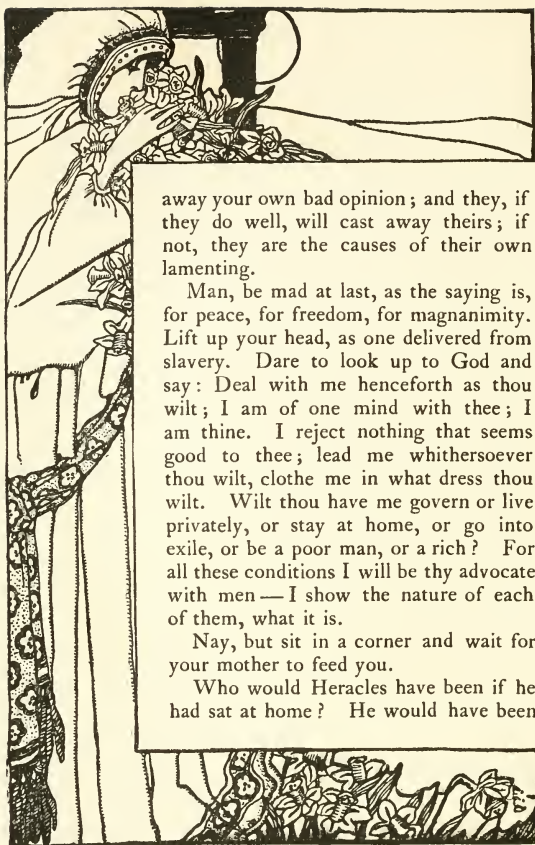 away your own bad opinion; and they, if
they do well, will cast away theirs; if
not, they are the causes of their own
lamenting.
Man, be mad at last, as the saying is,
for peace, for freedom, for magnanimity.
Lift up your head, as one delivered from
slavery. Dare to look up to God and
say: Deal with me henceforth as thou
wilt; I am of one mind with thee; I
am thine. I reject nothing that seems
good to thee; lead me whithersoever
thou wilt, clothe me in what dress thou
wilt. Wilt thou have me govern or live
privately, or stay at home, or go into
exile, or be a poor man, or a rich? For
all these conditions I will be thy advocate
with men—I show the nature of each
of them, what it is.
Nay, but sit in a corner and wait for
your mother to feed you.
Who would Heracles have been if he
had sat at home? He would have been